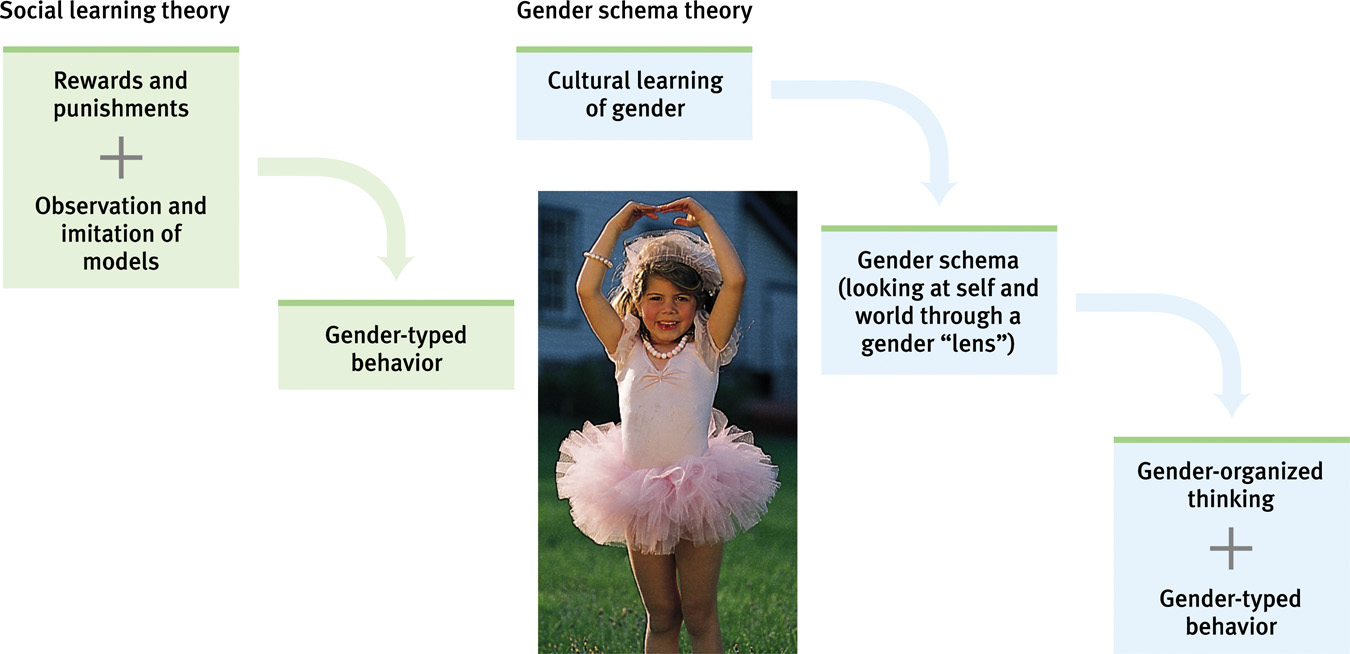 Social learning theory
Rewards and
punishments
+
Observation and
imitation of
models
Gender-typed
behavior
Gender schema theory
Cultural learning
of gender
Gender schema
(looking at self and
world through a
gender “lens”)
Gender-organized
thinking
+
Gender-typed
behavior